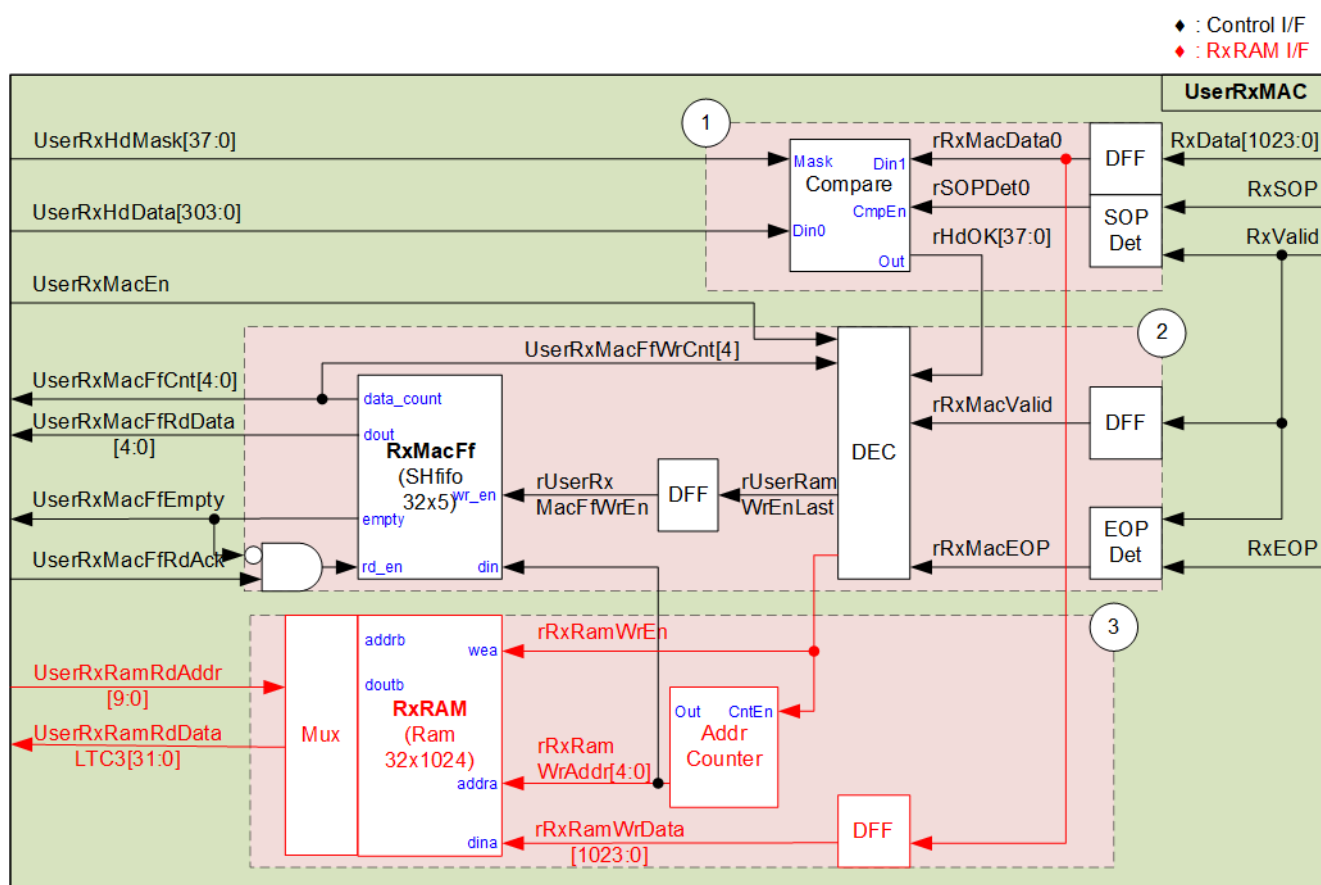 ♦ : Control I/F
♦ : RxRAM I/F
UserRxMAC
1
UserRxHdMask[37:0]
Mask
Din1
Compare
CmpEn
Din0
Out
rRxMacData0
DFF
RxData[1023:0]
rSOPDet0
SOP
Det
RxSOP
UserRxHdData[303:0]
rHdOK[37:0]
RxValid
UserRxMacEn
2
UserRxMacFfWrCnt[4]
UserRxMacFfCnt[4:0]
data_count
UserRxMacFfRdData
[4:0]
dout
RxMacFf
(SHfifo
32x5)
wr_en
rUserRx
MacFfWrEn
DFF
rUserRam
WrEnLast
DEC
rRxMacValid
DFF
UserRxMacFfEmpty
empty
UserRxMacFfRdAck
rd_en
din
rRxMacEOP
EOP
Det
RxEOP
3
addrb
wea
rRxRamWrEn
UserRxRamRdAddr
[9:0]
doutb
RxRAM
(Ram
32x1024)
Mux
UserRxRamRdData
LTC3[31:0]
Out
CntEn
Addr
Counter
rRxRam
WrAddr[4:0]
addra
dina
rRxRamWrData
[1023:0]
DFF